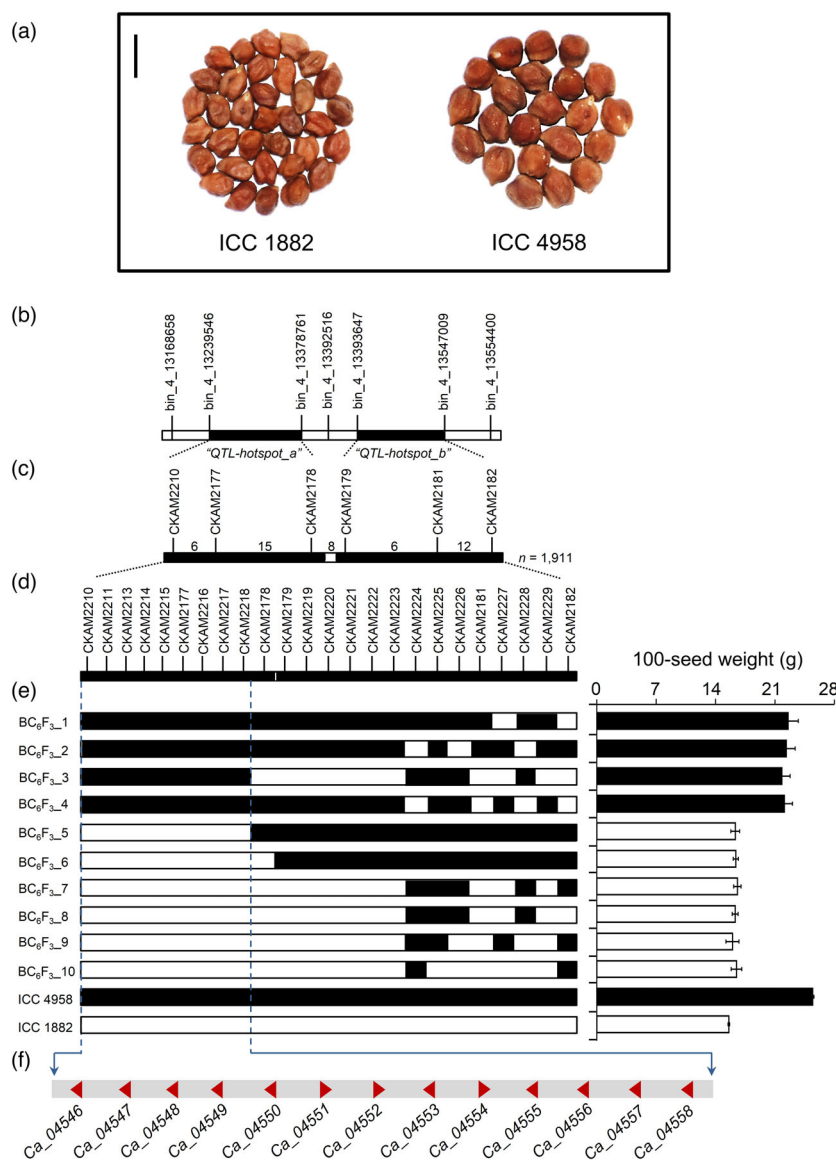 (a)
ICC 1882
ICC 4958
(b)
bin_4_13168658
bin_4_13239546
bin_4_13378761
bin_4_13392516
bin_4_13393647
bin_4_13547009
bin_4_13554400
"QTL-hotspot_a"
"QTL-hotspot_b"
(c)
CKAM2210
CKAM2177
CKAM2178
CKAM2179
CKAM2181
CKAM2182
6 15 8 6 12
n = 1,911
(d)
CKAM2210
CKAM2211
CKAM2213
CKAM2214
CKAM2215
CKAM2177
CKAM2216
CKAM2217
CKAM2218
CKAM2178
CKAM2179
CKAM2219
CKAM2220
CKAM2221
CKAM2222
CKAM2223
CKAM2224
CKAM2225
CKAM2226
CKAM2181
CKAM2227
CKAM2228
CKAM2229
CKAM2182
100-seed weight (g)
0 7 14 21 28
(e)
BC6F3_1
BC6F3_2
BC6F3_3
BC6F3_4
BC6F3_5
BC6F3_6
BC6F3_7
BC6F3_8
BC6F3_9
BC6F3_10
ICC 4958
ICC 1882
(f)
Ca_04546
Ca_04547
Ca_04548
Ca_04549
Ca_04550
Ca_04551
Ca_04552
Ca_04553
Ca_04554
Ca_04555
Ca_04556
Ca_04557
Ca_04558